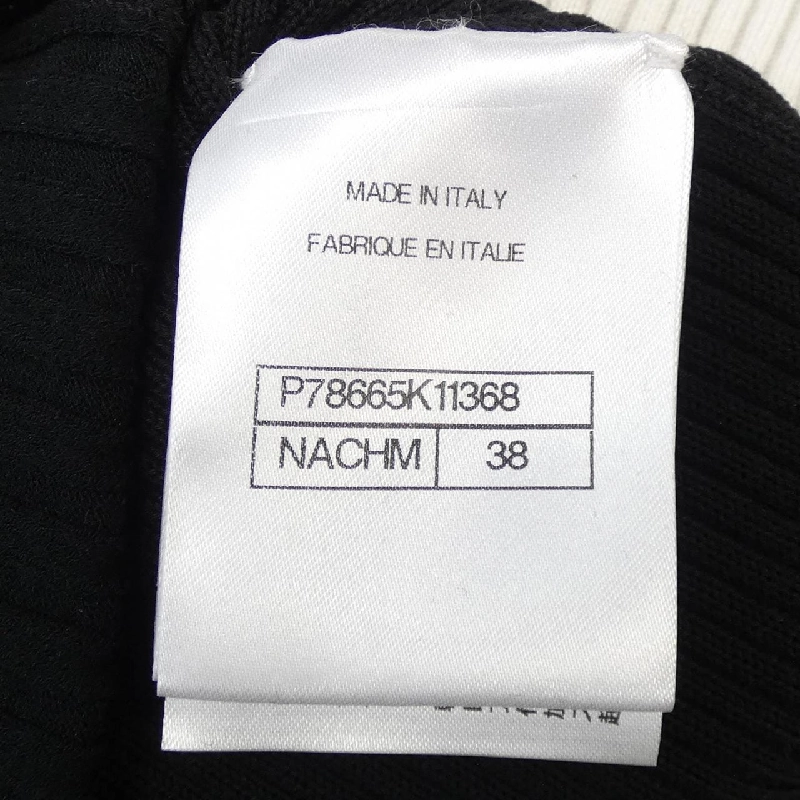 MADE IN ITALY
FABRIQUE EN ITALIE
P78665K11368
NACHM 38